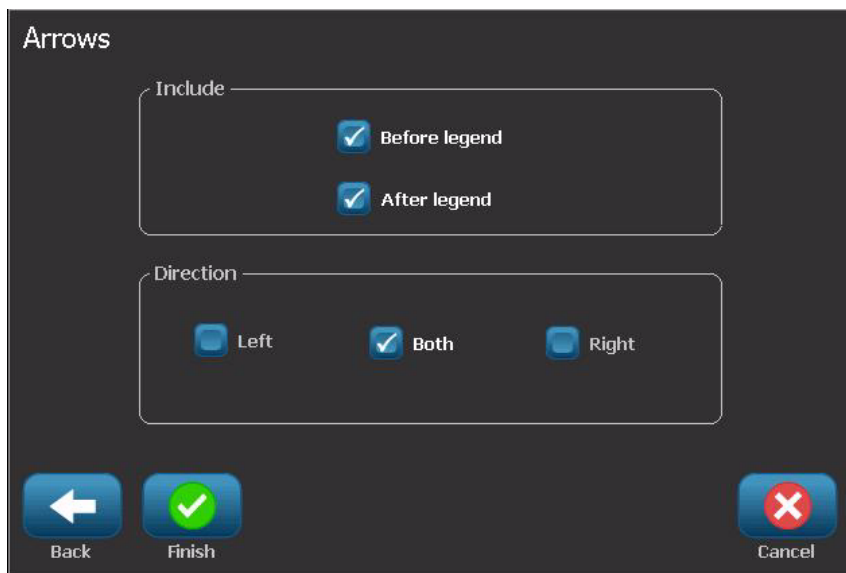 Arrows
Include
Before legend
After legend
Direction
Left Both Right
Back Finish Cancel